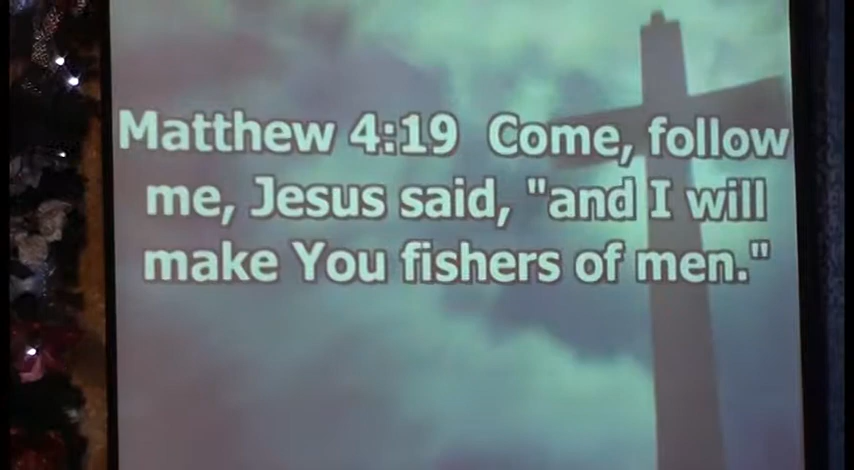 Matthew 4:19 Come, follow
me, Jesus said, "and I will
make You fishers of men."